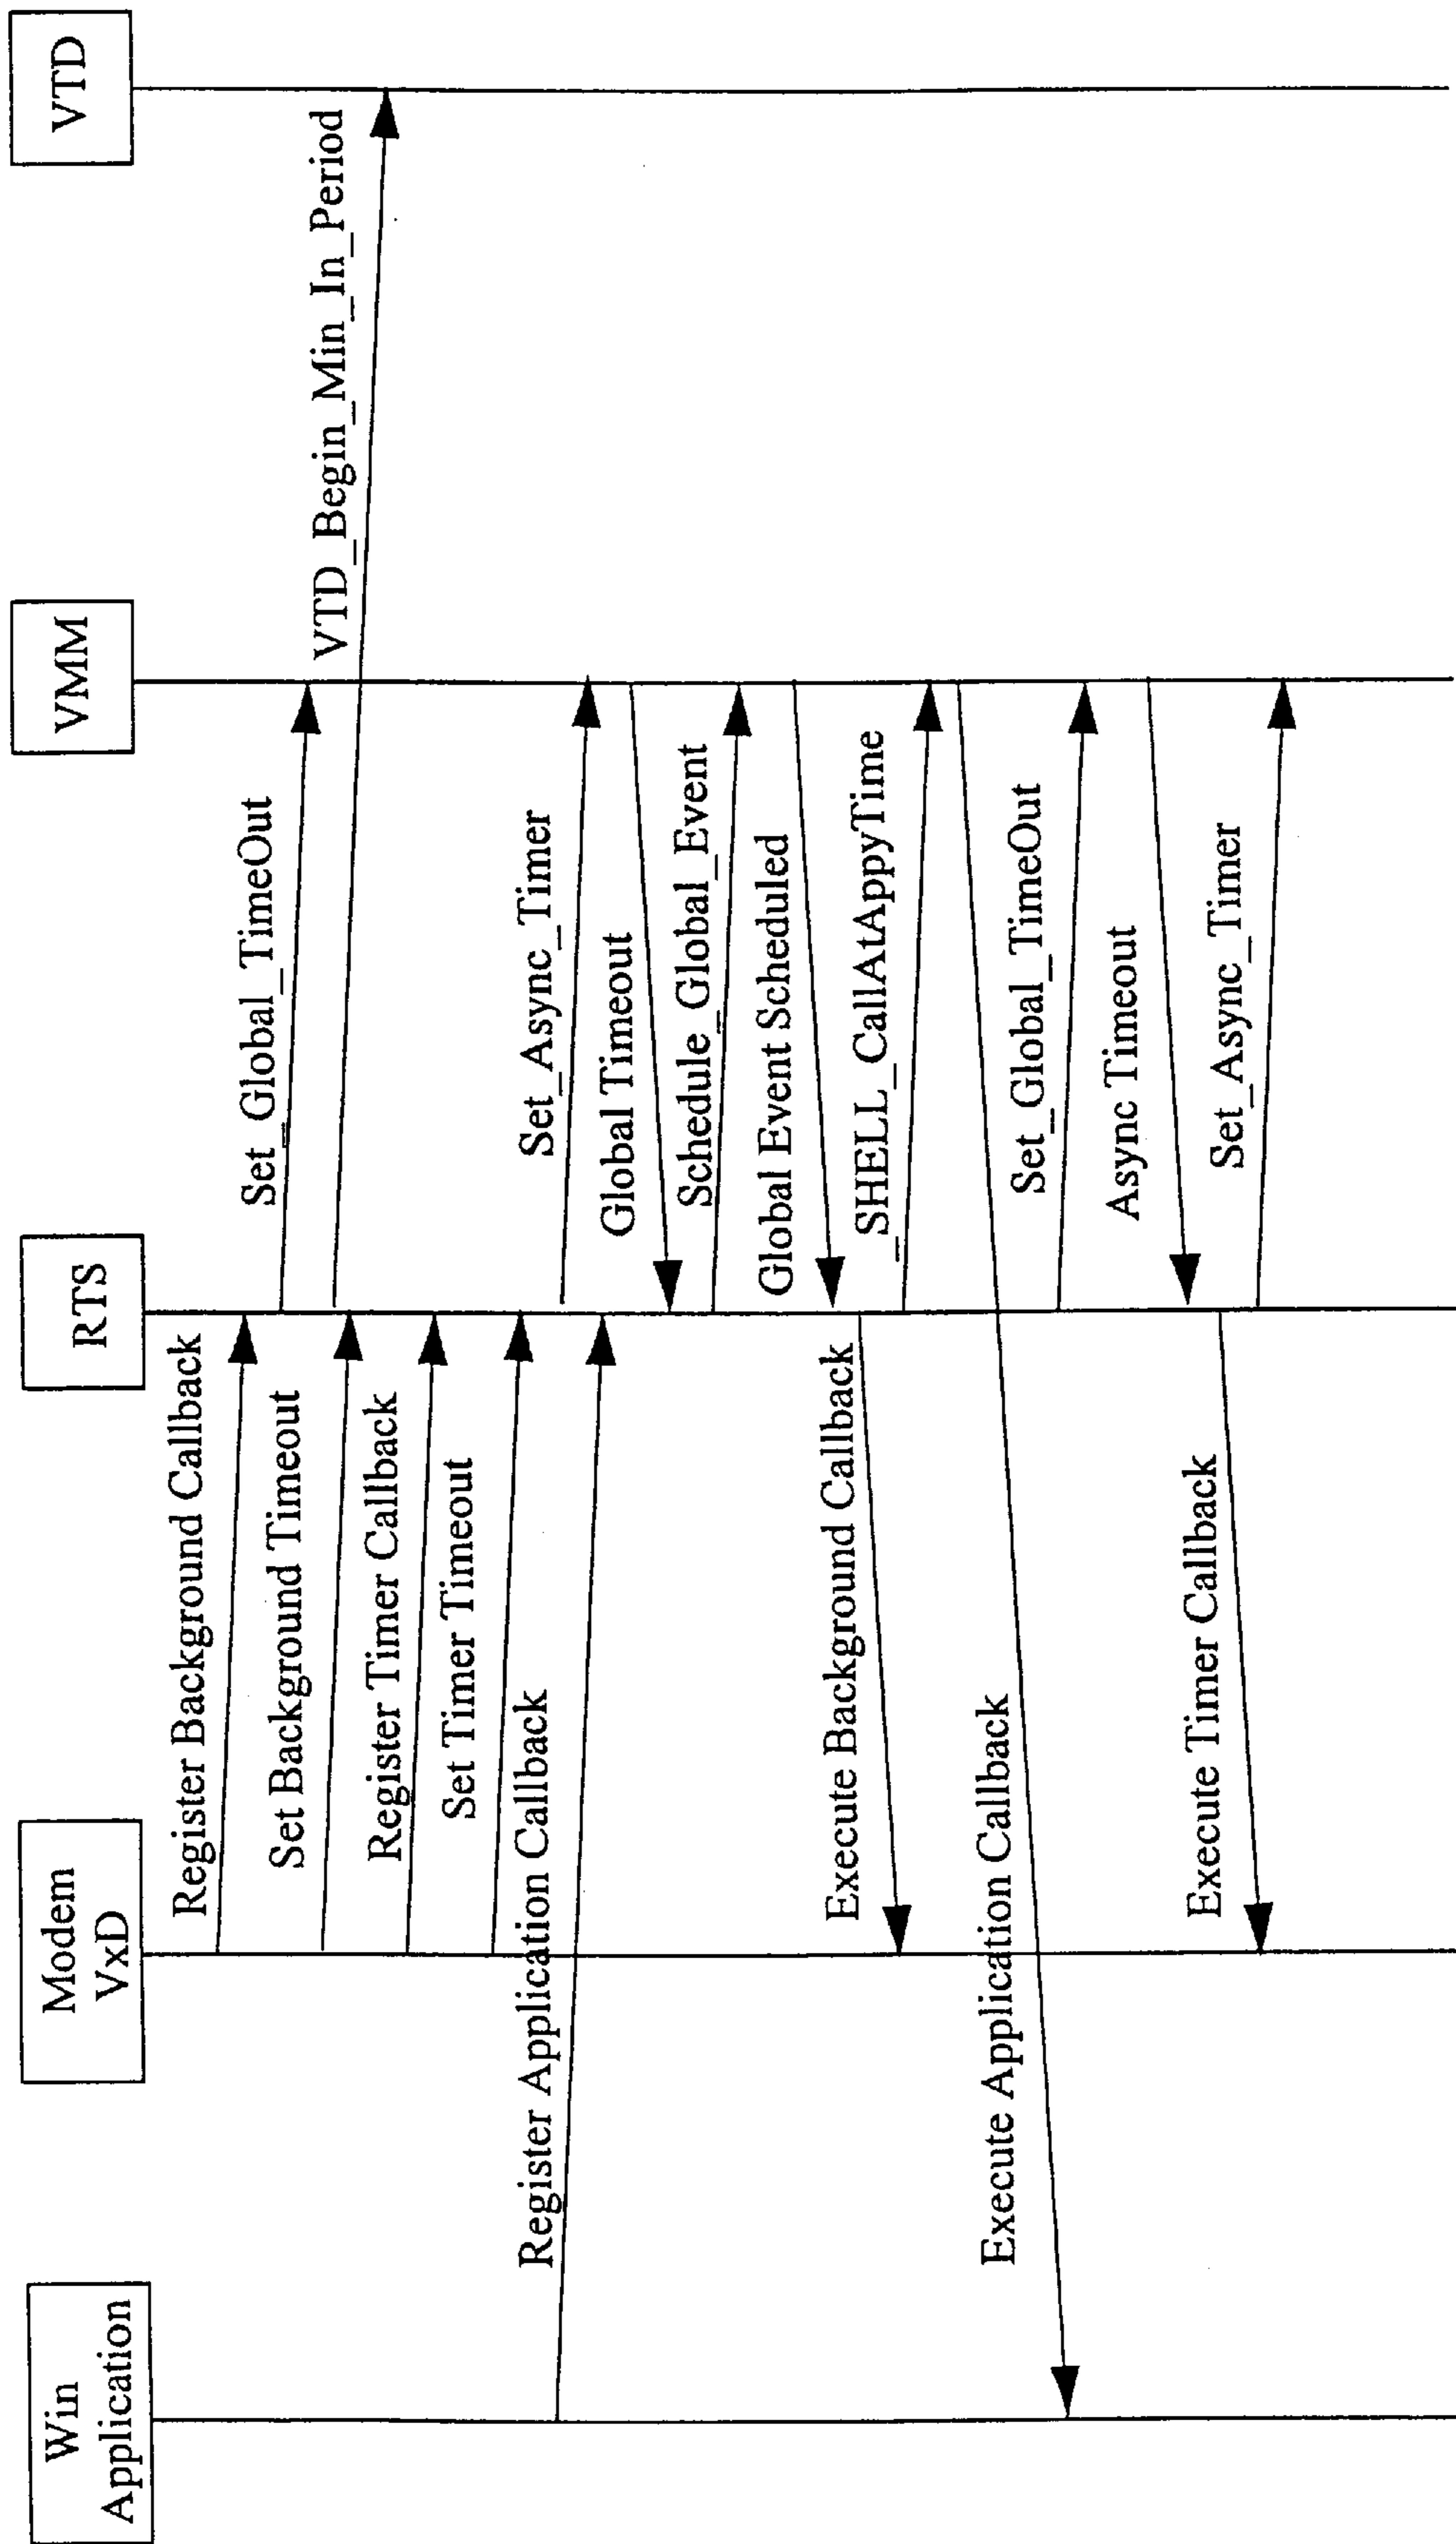 Win
Application
Modem
VxD
RTS
VMM
VTD
Register Background Callback
Set_Global_TimeOut
Set Background Timeout
VTD_Begin_Min_In_Period
Register Timer Callback
Set Timer Timeout
Register Application Callback
Set_Async_Timer
Global Timeout
Schedule_Global_Event
Global Event Scheduled
Execute Background Callback
_SHELL_CallAtAppyTime
Execute Application Callback
Set_Global_TimeOut
Async Timeout
Execute Timer Callback
Set_Async_Timer